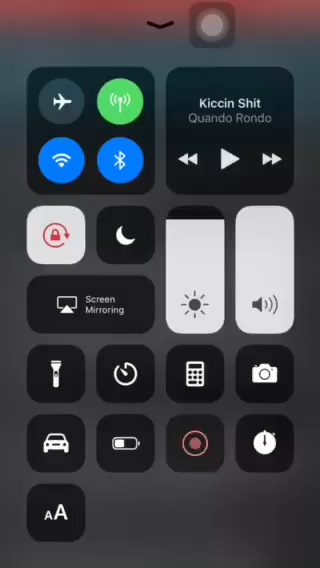 Kiccin Shit
Quando Rondo
Screen
Mirroring
AA